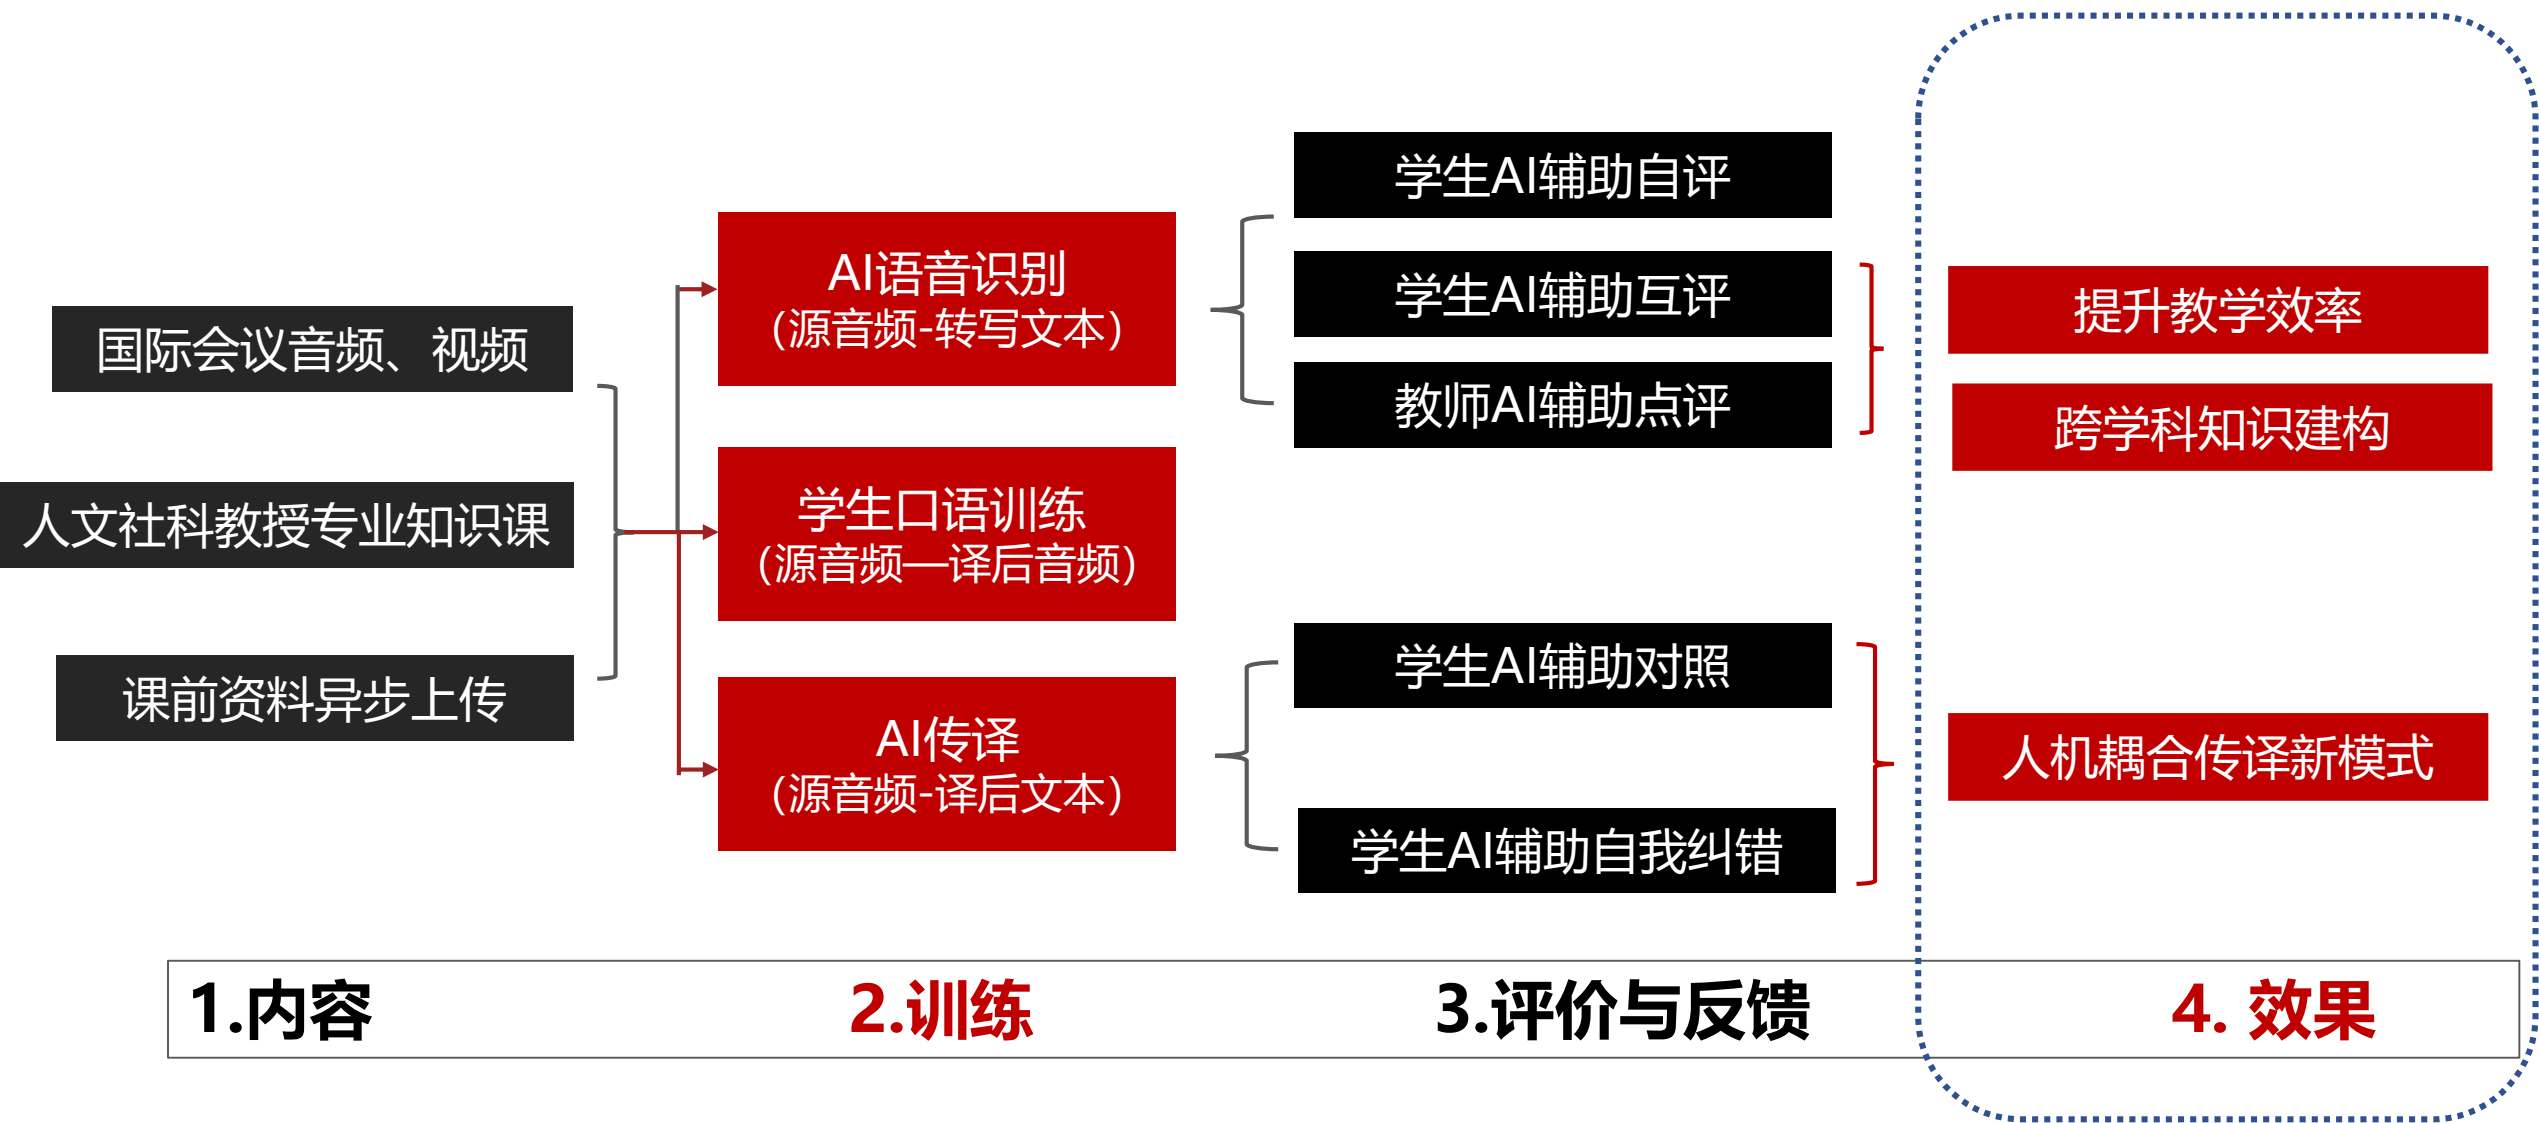 国际会议音频、视频
人文社科教授专业知识课
课前资料异步上传
AI语音识别
（源音频-转写文本）
学生口语训练
（源音频—译后音频）
AI传译
（源音频-译后文本）
学生AI辅助自评
学生AI辅助互评
教师AI辅助点评
学生AI辅助对照
学生AI辅助自我纠错
提升教学效率
跨学科知识建构
人机耦合传译新模式
1.内容
2.训练
3.评价与反馈
4. 效果